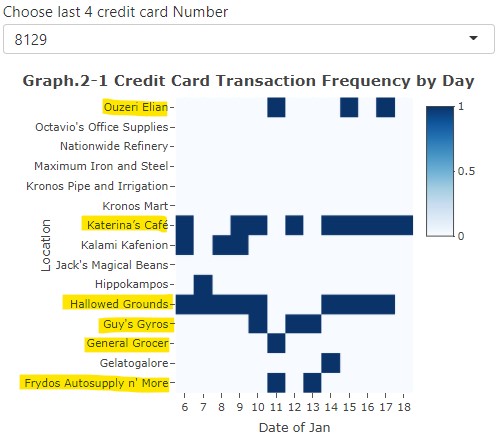 Choose last 4 credit card Number
8129
Graph.2-1 Credit Card Transaction Frequency by Day
Location
Ouzeri Elian
Octavio's Office Supplies
Nationwide Refinery
Maximum Iron and Steel
Kronos Pipe and Irrigation
Kronos Mart
Katerina's Café
Kalami Kafenion
Jack's Magical Beans
Hippokampos
Hallowed Grounds
Guy's Gyros
General Grocer
Gelatogalore
Frydos Autosupply n' More
6 7 8 9 10 11 12 13 14 15 16 17 18
Date of Jan
1
0.5
0